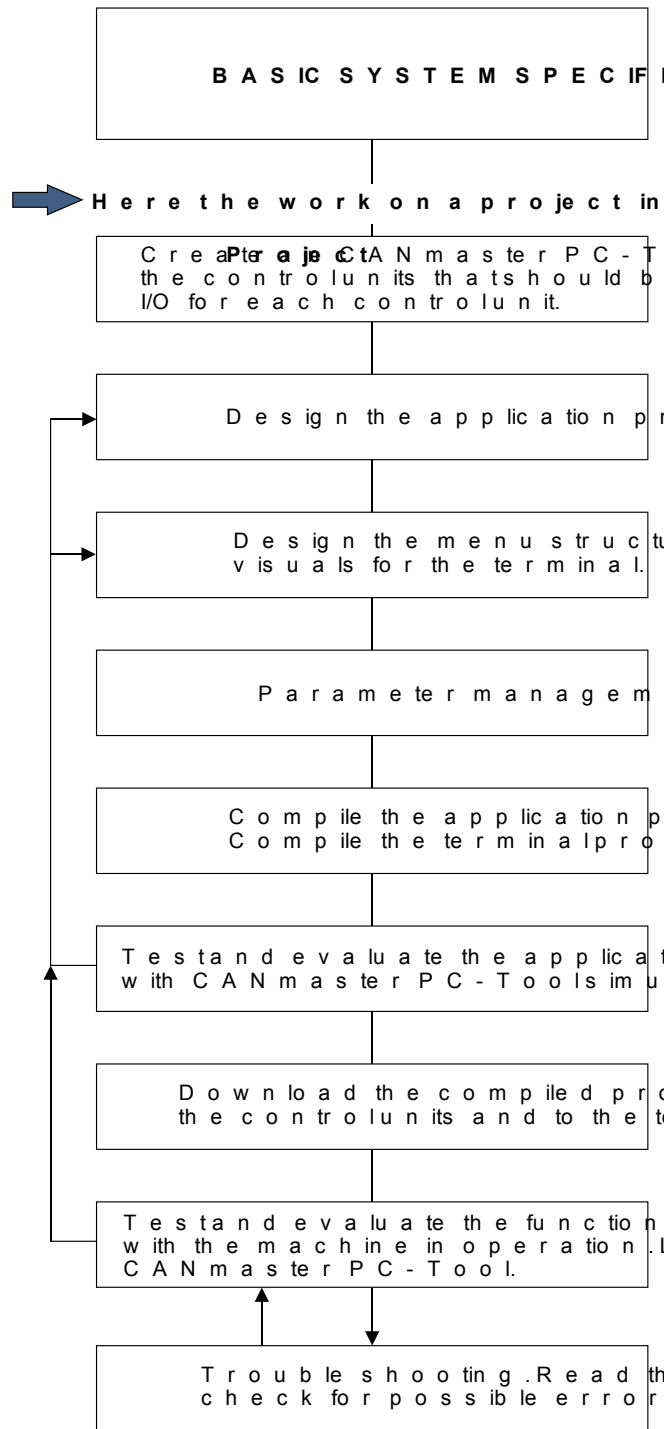 BASIC SYSTEM SPECIFI
Here the work on a project in
Create a Project in CANmaster PC-T
the control units that should b
I/O for each control unit.
Design the application pr
Design the menu structu
visuals for the terminal.
Parameter managem
Compile the application p
Compile the terminal pro
Test and evaluate the applicat
with CANmaster PC-Tool simu
Download the compiled pro
the control units and to the te
Test and evaluate the function
with the machine in operation. L
CANmaster PC-Tool.
Trouble shooting. Read th
check for possible error